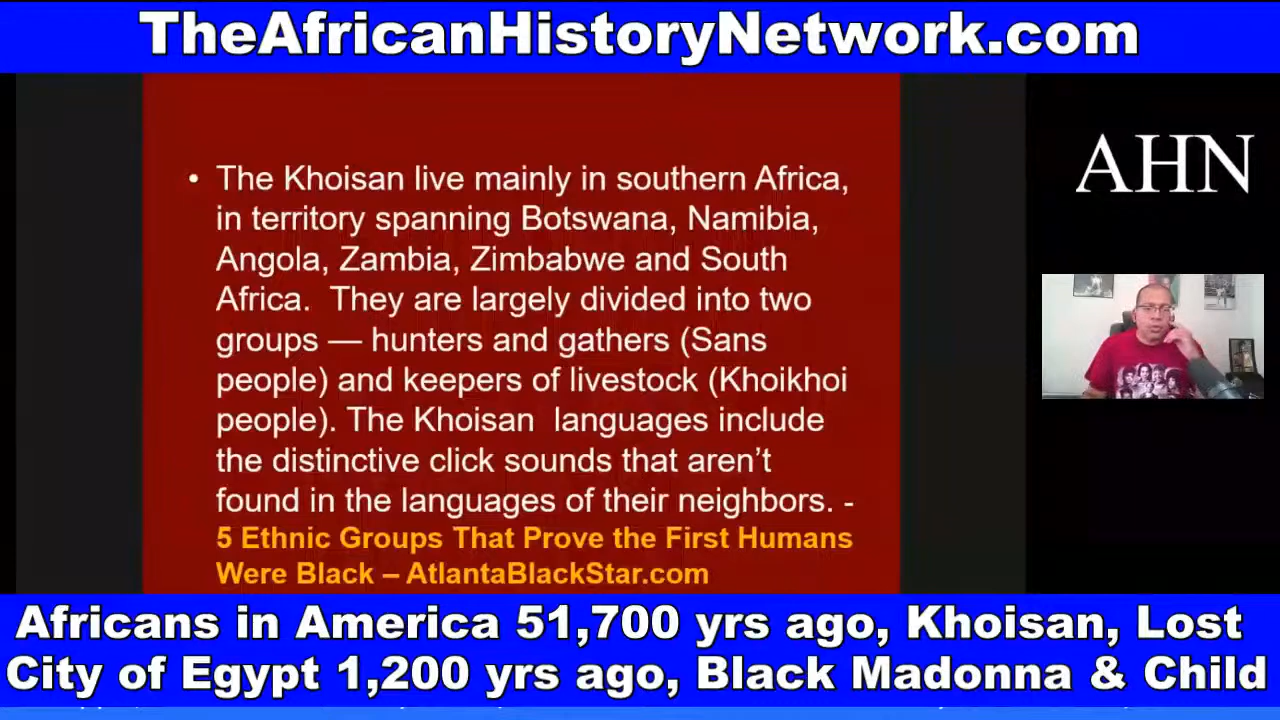 TheAfricanHistoryNetwork.com
AHN
• The Khoisan live mainly in southern Africa,
in territory spanning Botswana, Namibia,
Angola, Zambia, Zimbabwe and South
Africa.  They are largely divided into two
groups — hunters and gathers (Sans
people) and keepers of livestock (Khoikhoi
people). The Khoisan  languages include
the distinctive click sounds that aren’t
found in the languages of their neighbors. -
5 Ethnic Groups That Prove the First Humans
Were Black – AtlantaBlackStar.com
Africans in America 51,700 yrs ago, Khoisan, Lost
City of Egypt 1,200 yrs ago, Black Madonna & Child